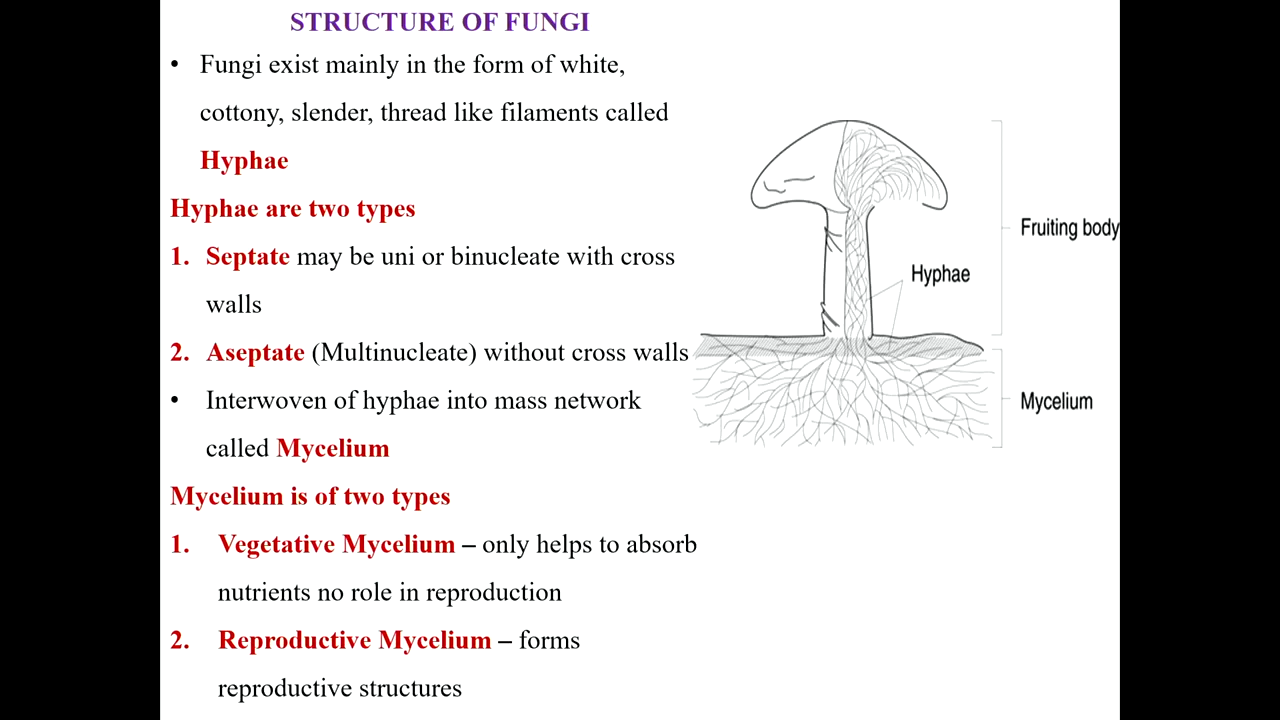 STRUCTURE OF FUNGI
• Fungi exist mainly in the form of white,
cottony, slender, thread like filaments called
Hyphae
Hyphae are two types
1. Septate may be uni or binucleate with cross
walls
2. Aseptate (Multinucleate) without cross walls
• Interwoven of hyphae into mass network
called Mycelium
Mycelium is of two types
1. Vegetative Mycelium – only helps to absorb
nutrients no role in reproduction
2. Reproductive Mycelium – forms
reproductive structures
Fruiting body
Hyphae
Mycelium